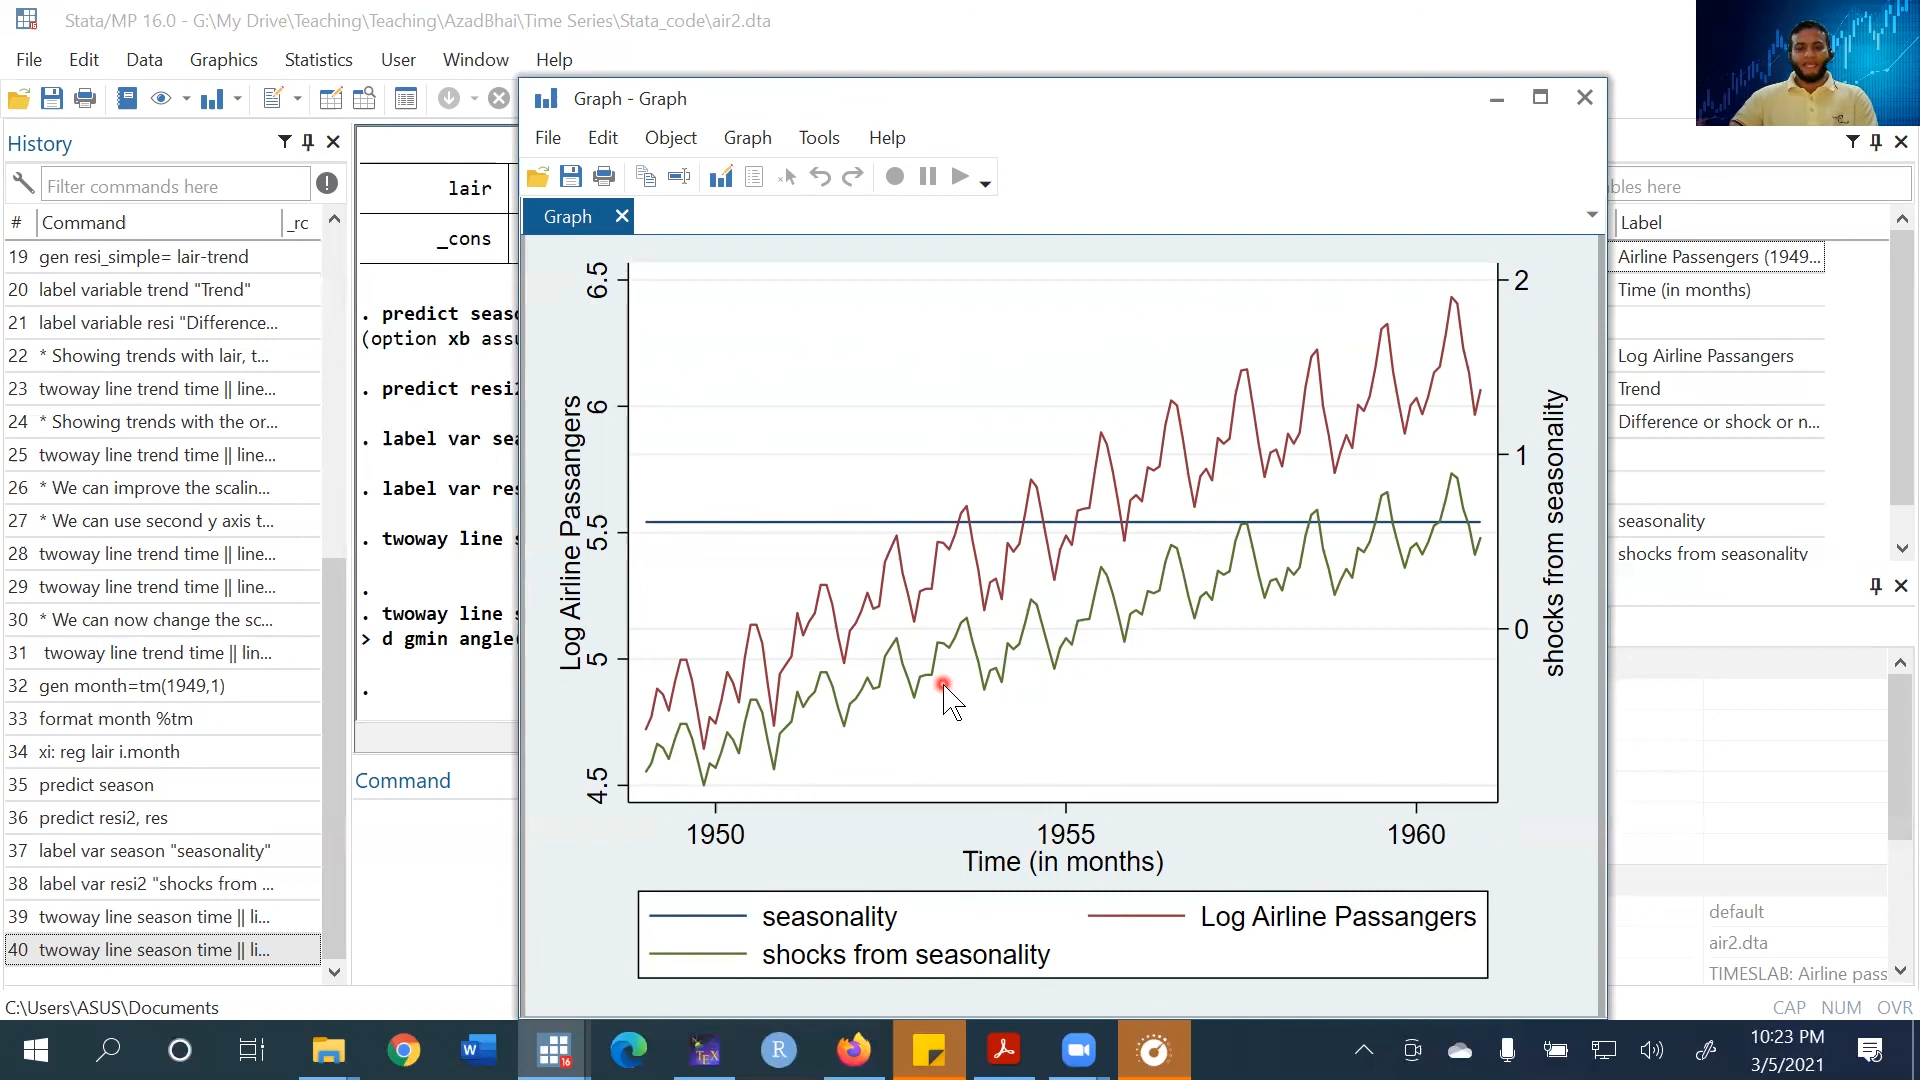 Stata/MP 16.0 - G:\My Drive\Teaching\Teaching\AzadBhai\Time Series\Stata_code\air2.dta
File Edit Data Graphics Statistics User Window Help
History
Filter commands here
# Command _rc
19 gen resi_simple= lair-trend
20 label variable trend "Trend"
21 label variable resi "Difference...
22 * Showing trends with lair, t...
23 twoway line trend time || line...
24 * Showing trends with the or...
25 twoway line trend time || line...
26 * We can improve the scalin...
27 * We can use second y axis t...
28 twoway line trend time || line...
29 twoway line trend time || line...
30 * We can now change the sc...
31 twoway line trend time || lin...
32 gen month=tm(1949,1)
33 format month %tm
34 xi: reg lair i.month
35 predict season
36 predict resi2, res
37 label var season "seasonality"
38 label var resi2 "shocks from ...
39 twoway line season time || li...
40 twoway line season time || li...
C:\Users\ASUS\Documents
lair
_cons
. predict seaso
(option xb assu
. predict resi2
. label var sea
. label var res
. twoway line s
.
. twoway line s
> d gmin angle(
.
Command
Graph - Graph
File Edit Object Graph Tools Help
Graph
Log Airline Passangers
4.5 5 5.5 6 6.5
shocks from seasonality
0 1 2
1950 1955 1960
Time (in months)
seasonality Log Airline Passangers
shocks from seasonality
bles here
Label
Airline Passengers (1949...
Time (in months)
Log Airline Passangers
Trend
Difference or shock or n...
seasonality
shocks from seasonality
default
air2.dta
TIMESLAB: Airline pass
CAP NUM OVR
16
W
TEX
R
10:23 PM
3/5/2021